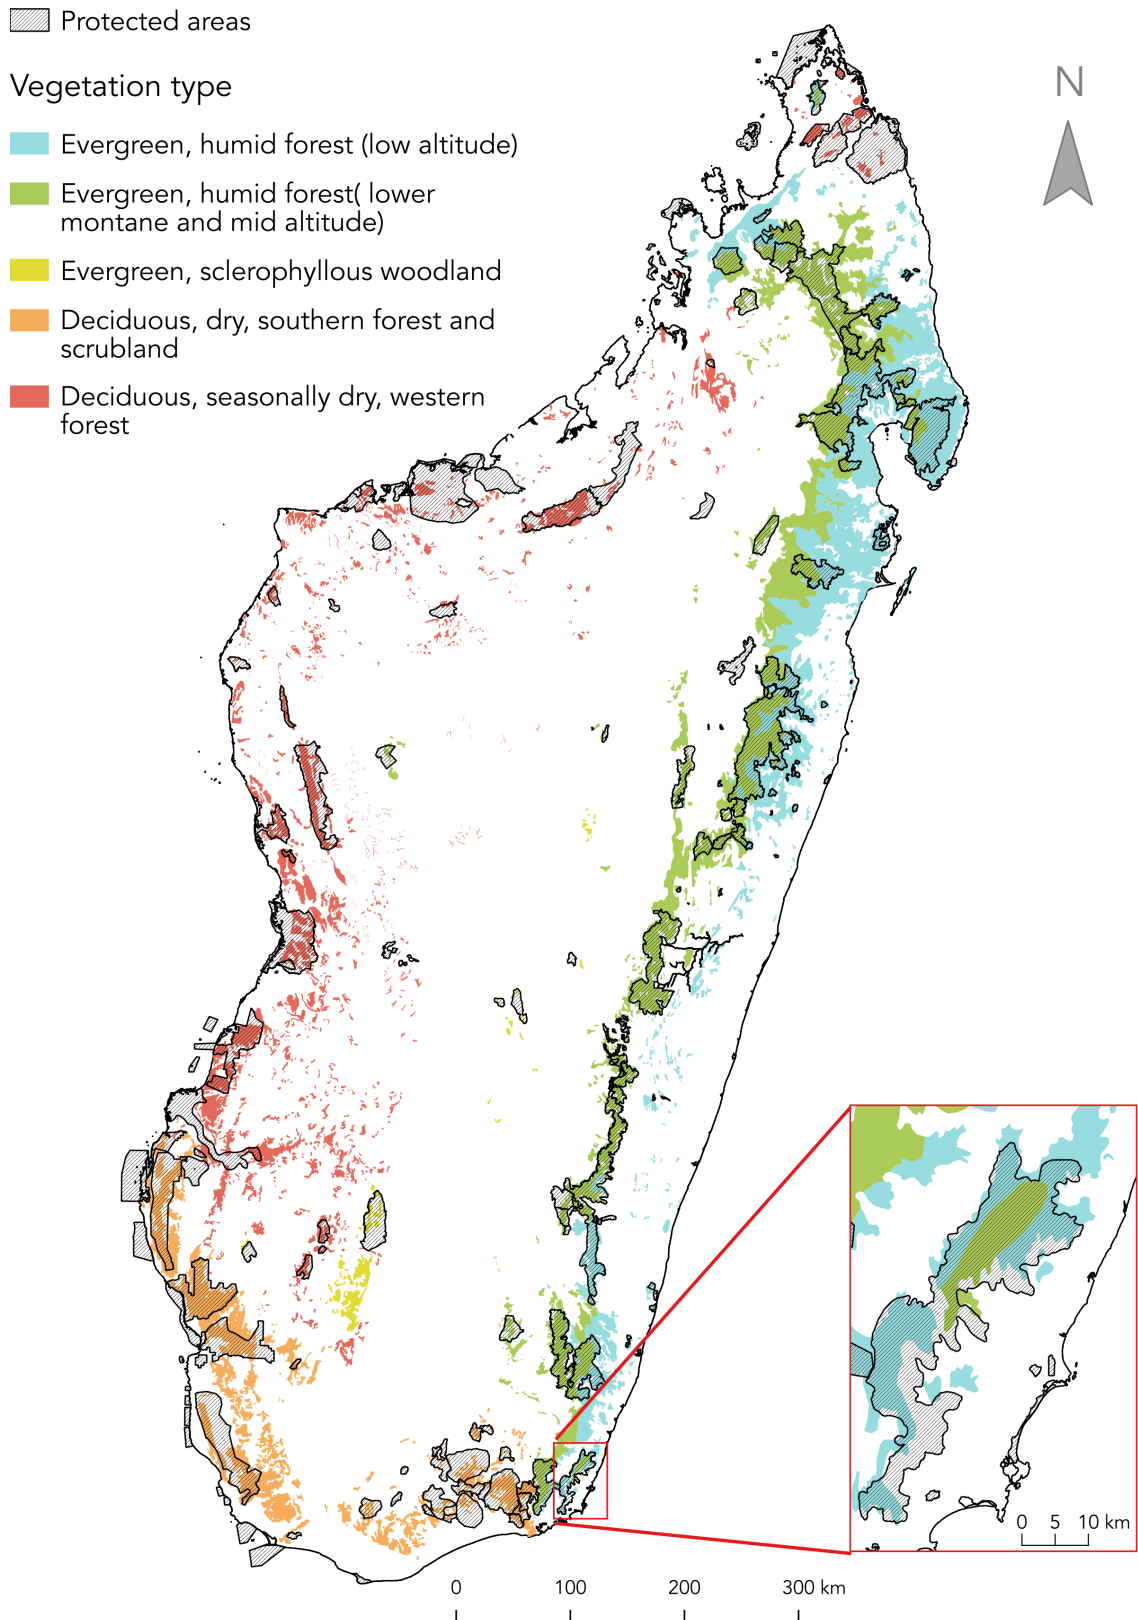 Protected areas
Vegetation type
Evergreen, humid forest (low altitude)
Evergreen, humid forest( lower
montane and mid altitude)
Evergreen, sclerophyllous woodland
Deciduous, dry, southern forest and
scrubland
Deciduous, seasonally dry, western
forest
N
0 5 10 km
0 100 200 300 km